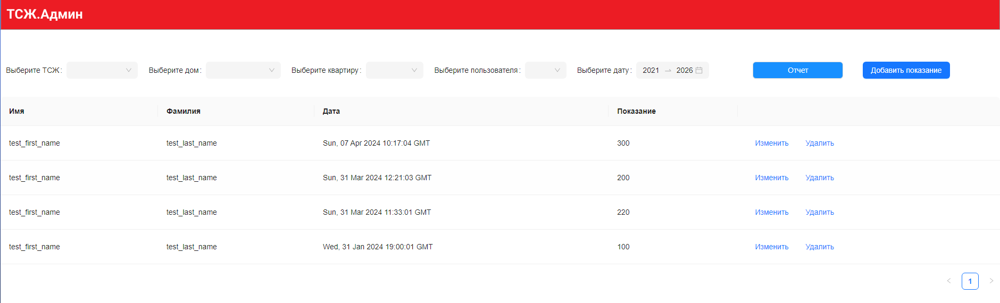 ТСЖ.Админ
Выберите ТСЖ: Выберите дом: Выберите квартиру: Выберите пользователя: Выберите дату: 2021 → 2026 Отчет Добавить показание
Имя Фамилия Дата Показание
test_first_name test_last_name Sun, 07 Apr 2024 10:17:04 GMT 300 Изменить Удалить
test_first_name test_last_name Sun, 31 Mar 2024 12:21:03 GMT 200 Изменить Удалить
test_first_name test_last_name Sun, 31 Mar 2024 11:33:01 GMT 220 Изменить Удалить
test_first_name test_last_name Wed, 31 Jan 2024 19:00:01 GMT 100 Изменить Удалить
< 1 >